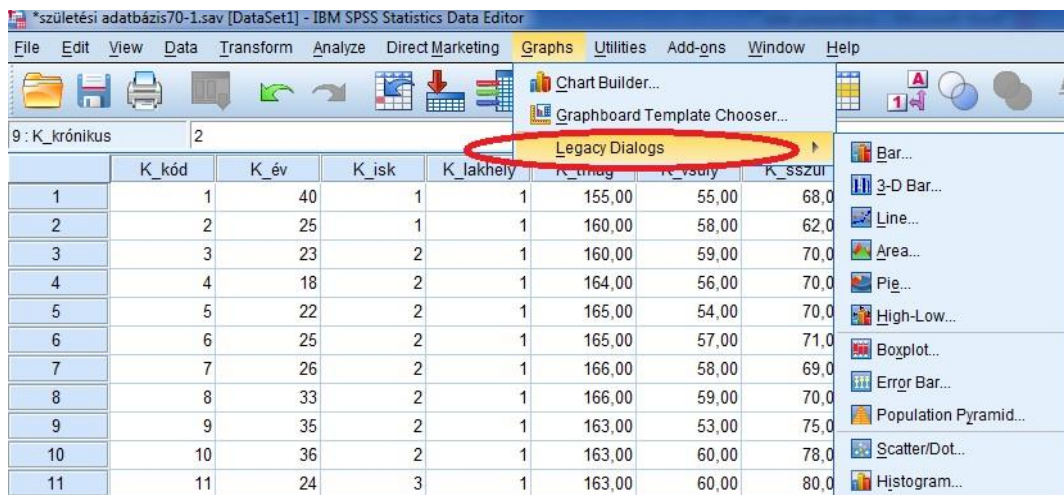 *születési adatbázis70-1.sav [DataSet1] - IBM SPSS Statistics Data Editor
File Edit View Data Transform Analyze Direct Marketing Graphs Utilities Add-ons Window Help
Chart Builder...
Graphboard Template Chooser...
Legacy Dialogs
9 : K_krónikus 2
Bar...
3-D Bar...
Line...
Area...
Pie...
High-Low...
Boxplot...
Error Bar...
Population Pyramid...
Scatter/Dot...
Histogram...
K_kód K_év K_isk K_lakhely K_tmag K_vsuly K_sszül
1 1 40 1 1 155,00 55,00 68,0
2 2 25 1 1 160,00 58,00 62,0
3 3 23 2 1 160,00 59,00 70,0
4 4 18 2 1 164,00 56,00 70,0
5 5 22 2 1 165,00 54,00 70,0
6 6 25 2 1 165,00 57,00 71,0
7 7 26 2 1 166,00 58,00 69,0
8 8 33 2 1 166,00 59,00 70,0
9 9 35 2 1 163,00 53,00 75,0
10 10 36 2 1 163,00 60,00 78,0
11 11 24 3 1 163,00 60,00 80,0